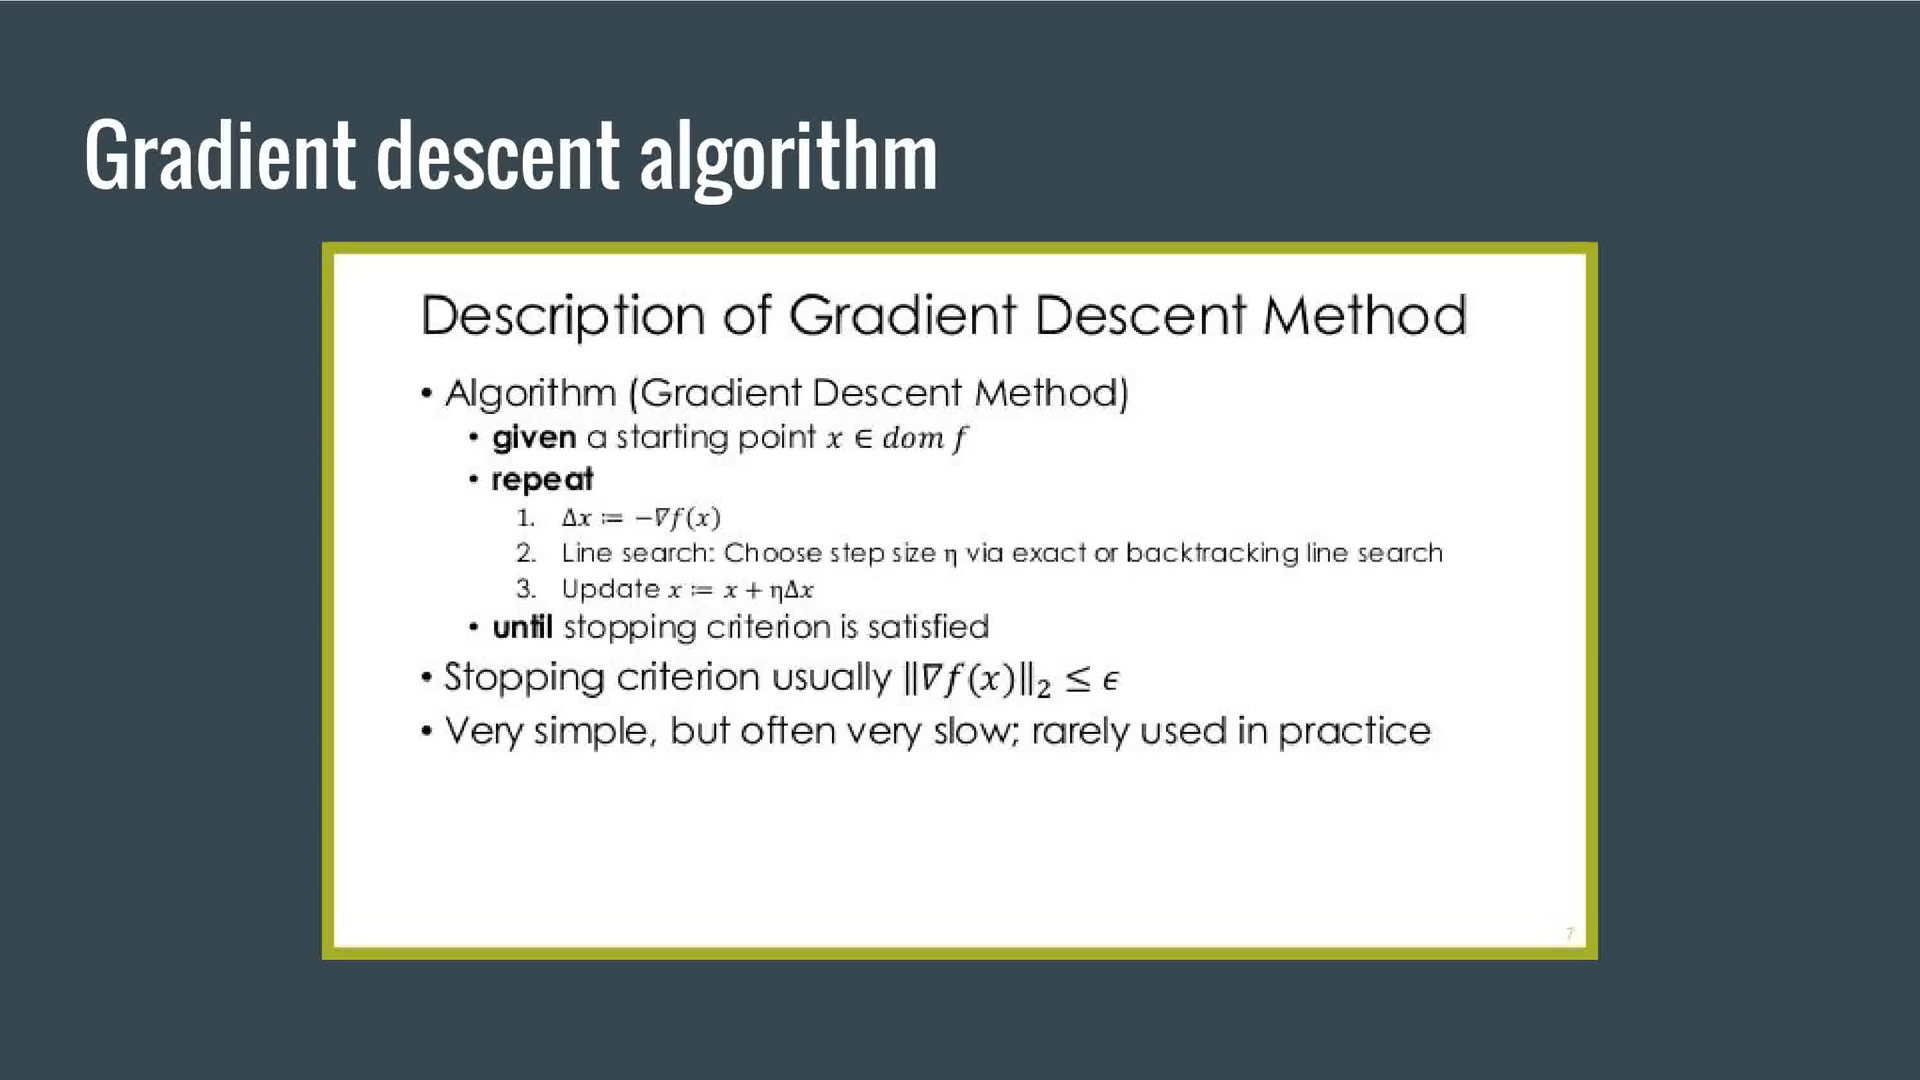 Gradient descent algorithm
Description of Gradient Descent Method
• Algorithm (Gradient Descent Method)
• given a starting point x ∈ dom f
• repeat
1. Δx ≔ −∇f(x)
2. Line search: Choose step size η via exact or backtracking line search
3. Update x ≔ x + ηΔx
• until stopping criterion is satisfied
• Stopping criterion usually ‖∇f(x)‖₂ ≤ ϵ
• Very simple, but often very slow; rarely used in practice
7